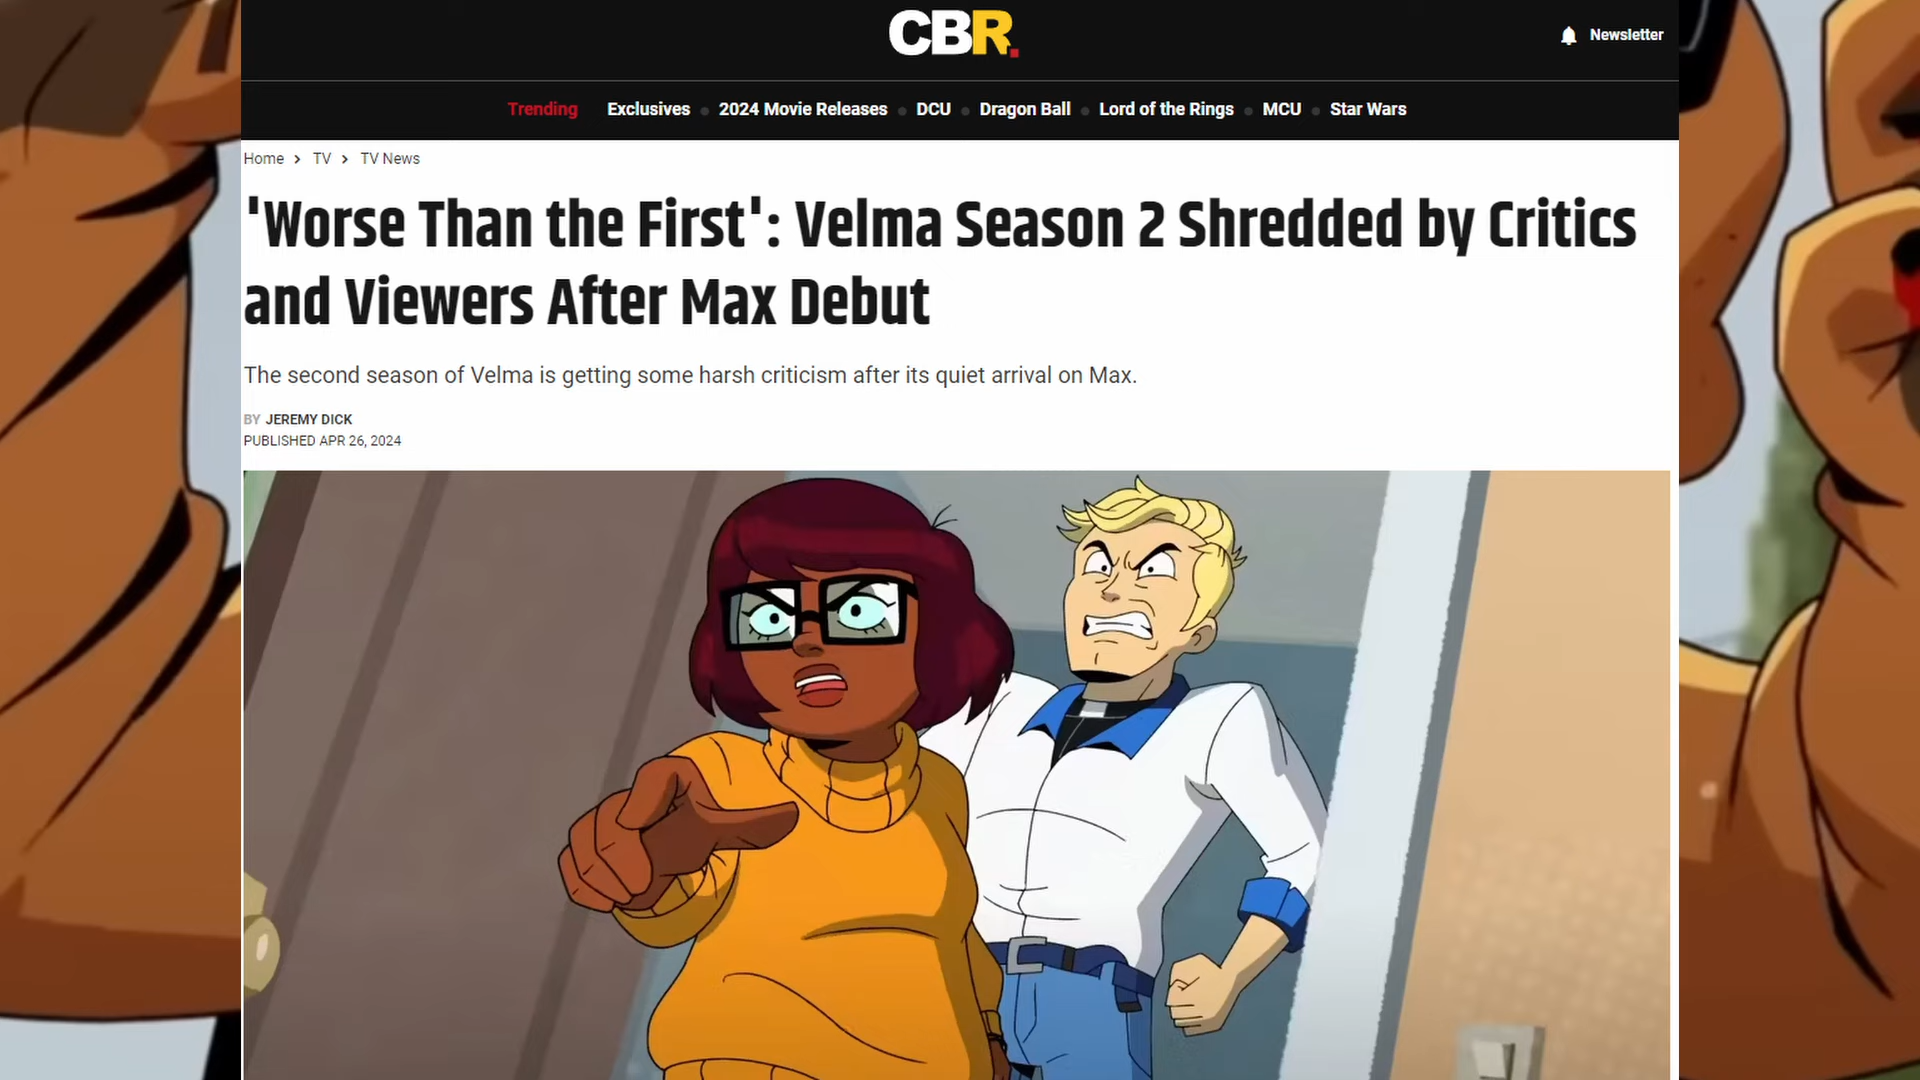 CBR.
Newsletter
Trending Exclusives 2024 Movie Releases DCU Dragon Ball Lord of the Rings MCU Star Wars
Home > TV > TV News
'Worse Than the First': Velma Season 2 Shredded by Critics
and Viewers After Max Debut
The second season of Velma is getting some harsh criticism after its quiet arrival on Max.
BY JEREMY DICK
PUBLISHED APR 26, 2024